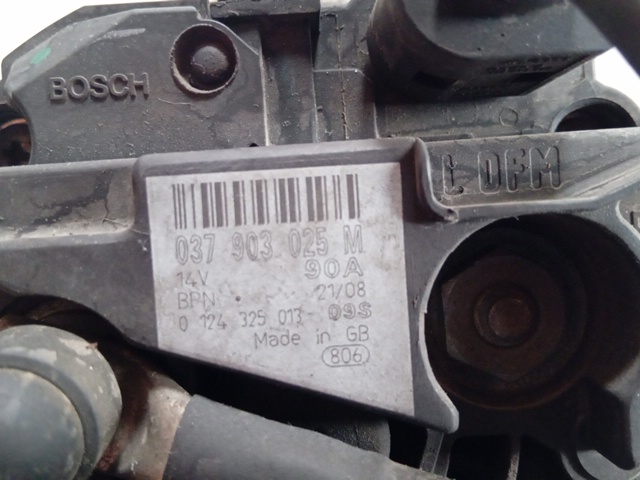 BOSCH
DFM
037 903 025 M
14V 90A
BPN 21/08
0 124 325 013 09S
Made in GB
806